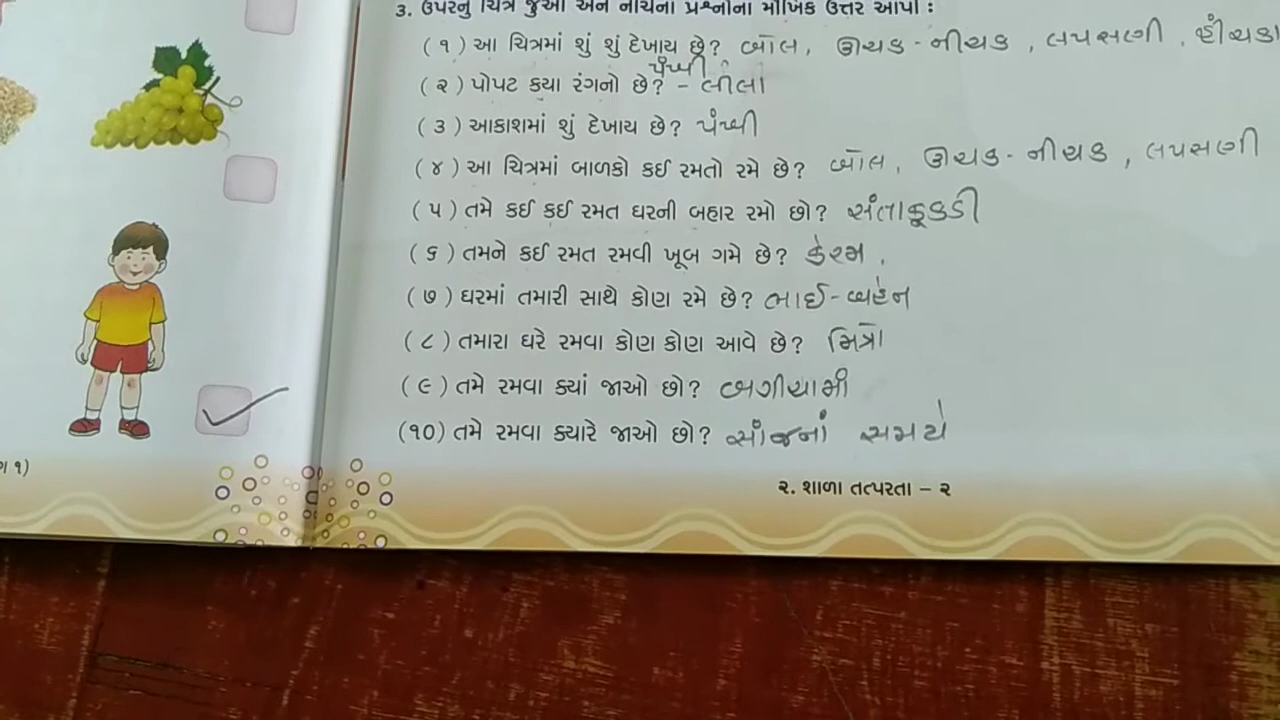 ૩. ઉપરનું ચિત્ર જુઓ અને નીચેના પ્રશ્નોના મૌખિક ઉત્તર આપો :
(૧) આ ચિત્રમાં શું શું દેખાય છે? બૉલ, ઊંચક - નીચક, લપસણી, હીંચકા
પંખી
(૨) પોપટ કયા રંગનો છે? - લીલા
(૩) આકાશમાં શું દેખાય છે? પંખી
(૪) આ ચિત્રમાં બાળકો કઈ રમતો રમે છે? બૉલ, ઊંચક - નીચક, લપસણી
(૫) તમે કઈ કઈ રમત ઘરની બહાર રમો છો? સંતાકૂકડી
(૬) તમને કઈ રમત રમવી ખૂબ ગમે છે? કેરમ.
(૭) ઘરમાં તમારી સાથે કોણ રમે છે? ભાઈ-બહેન
(૮) તમારા ઘરે રમવા કોણ કોણ આવે છે? મિત્રો
(૯) તમે રમવા ક્યાં જાઓ છો? બગીચામાં
(૧૦) તમે રમવા ક્યારે જાઓ છો? સાંજનાં સમયે
૧)
૨. શાળા તત્પરતા – ૨